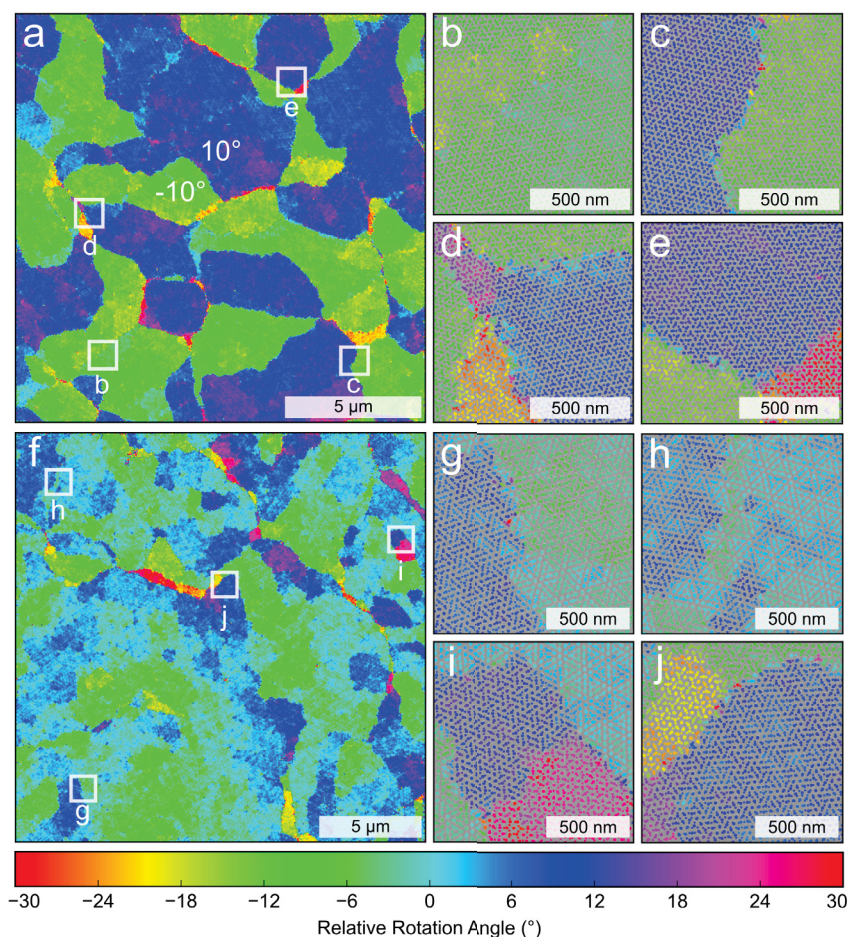 a
e
10°
-10°
d
b
c
5 µm
b
500 nm
c
500 nm
d
500 nm
e
500 nm
f
h
i
j
g
5 µm
g
500 nm
h
500 nm
i
500 nm
j
500 nm
−30 −24 −18 −12 −6 0 6 12 18 24 30
Relative Rotation Angle (°)